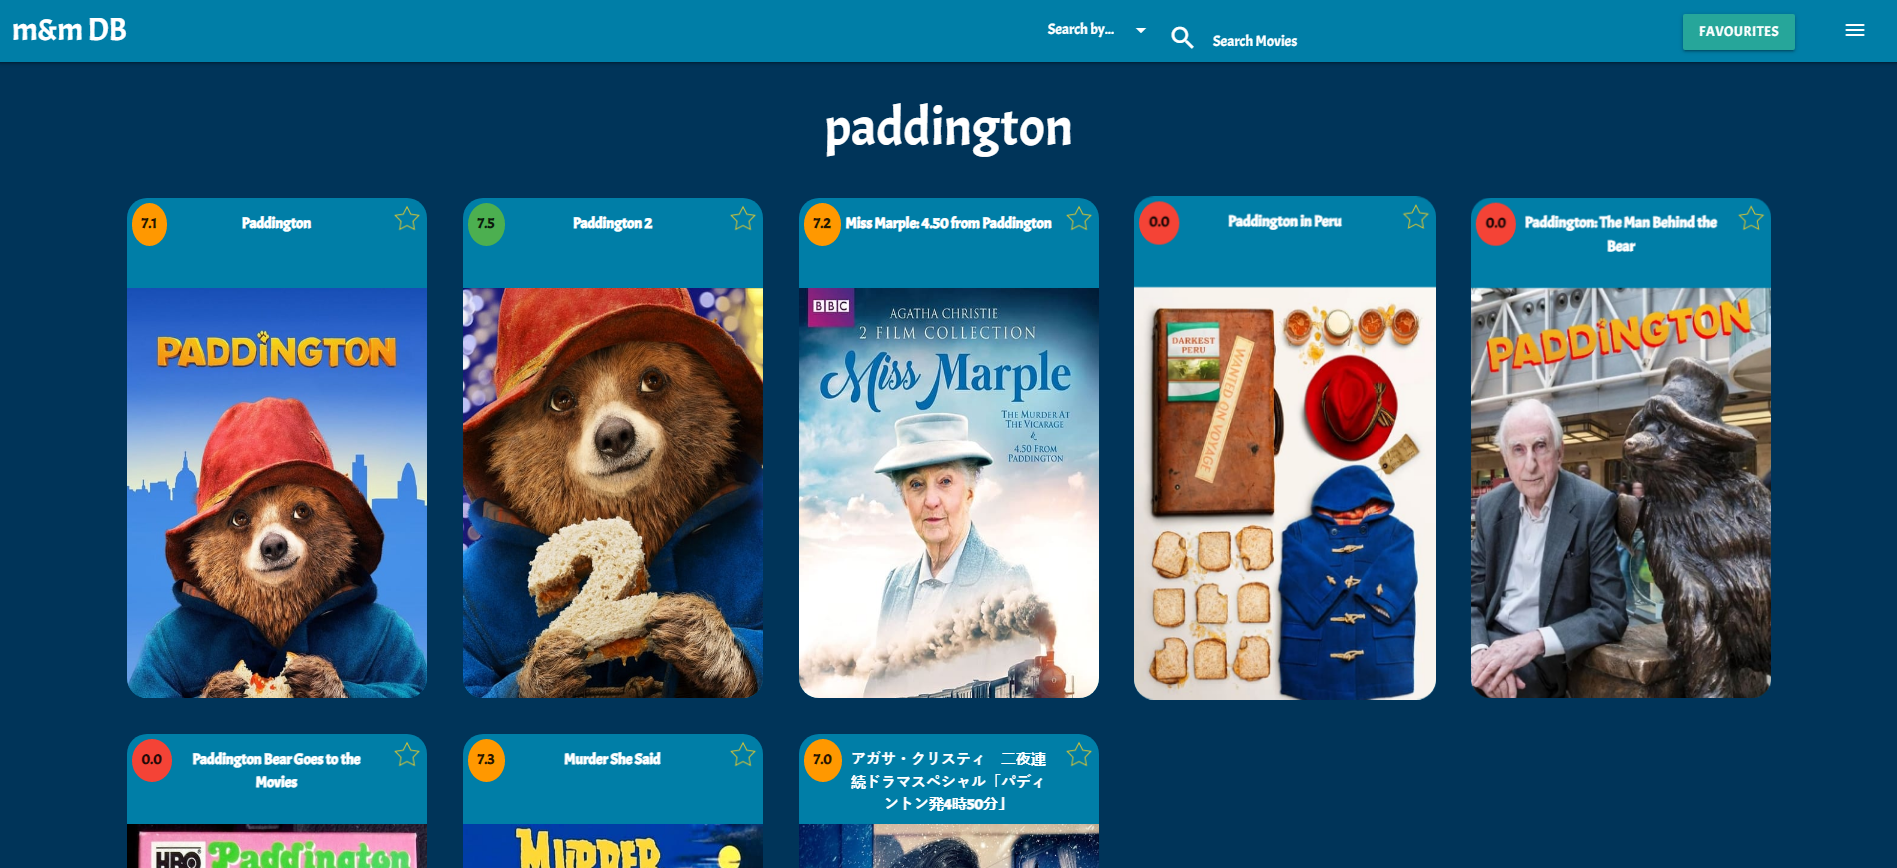 m&m DB
Search by...
Search Movies
FAVOURITES
paddington
7.1
Paddington
PADDINGTON
7.5
Paddington 2
2
7.2
Miss Marple: 4.50 from Paddington
BBC
AGATHA CHRISTIE
2 FILM COLLECTION
Miss Marple
THE MURDER AT
THE VICARAGE
&
4.50 FROM
PADDINGTON
0.0
Paddington in Peru
DARKEST
PERU
WANTED ON VOYAGE
0.0
Paddington: The Man Behind the
Bear
PADDINGTON
0.0
Paddington Bear Goes to the
Movies
HBO
Paddington
7.3
Murder She Said
MURDER
7.0
アガサ・クリスティ　二夜連
続ドラマスペシャル「パディ
ントン発4時50分」